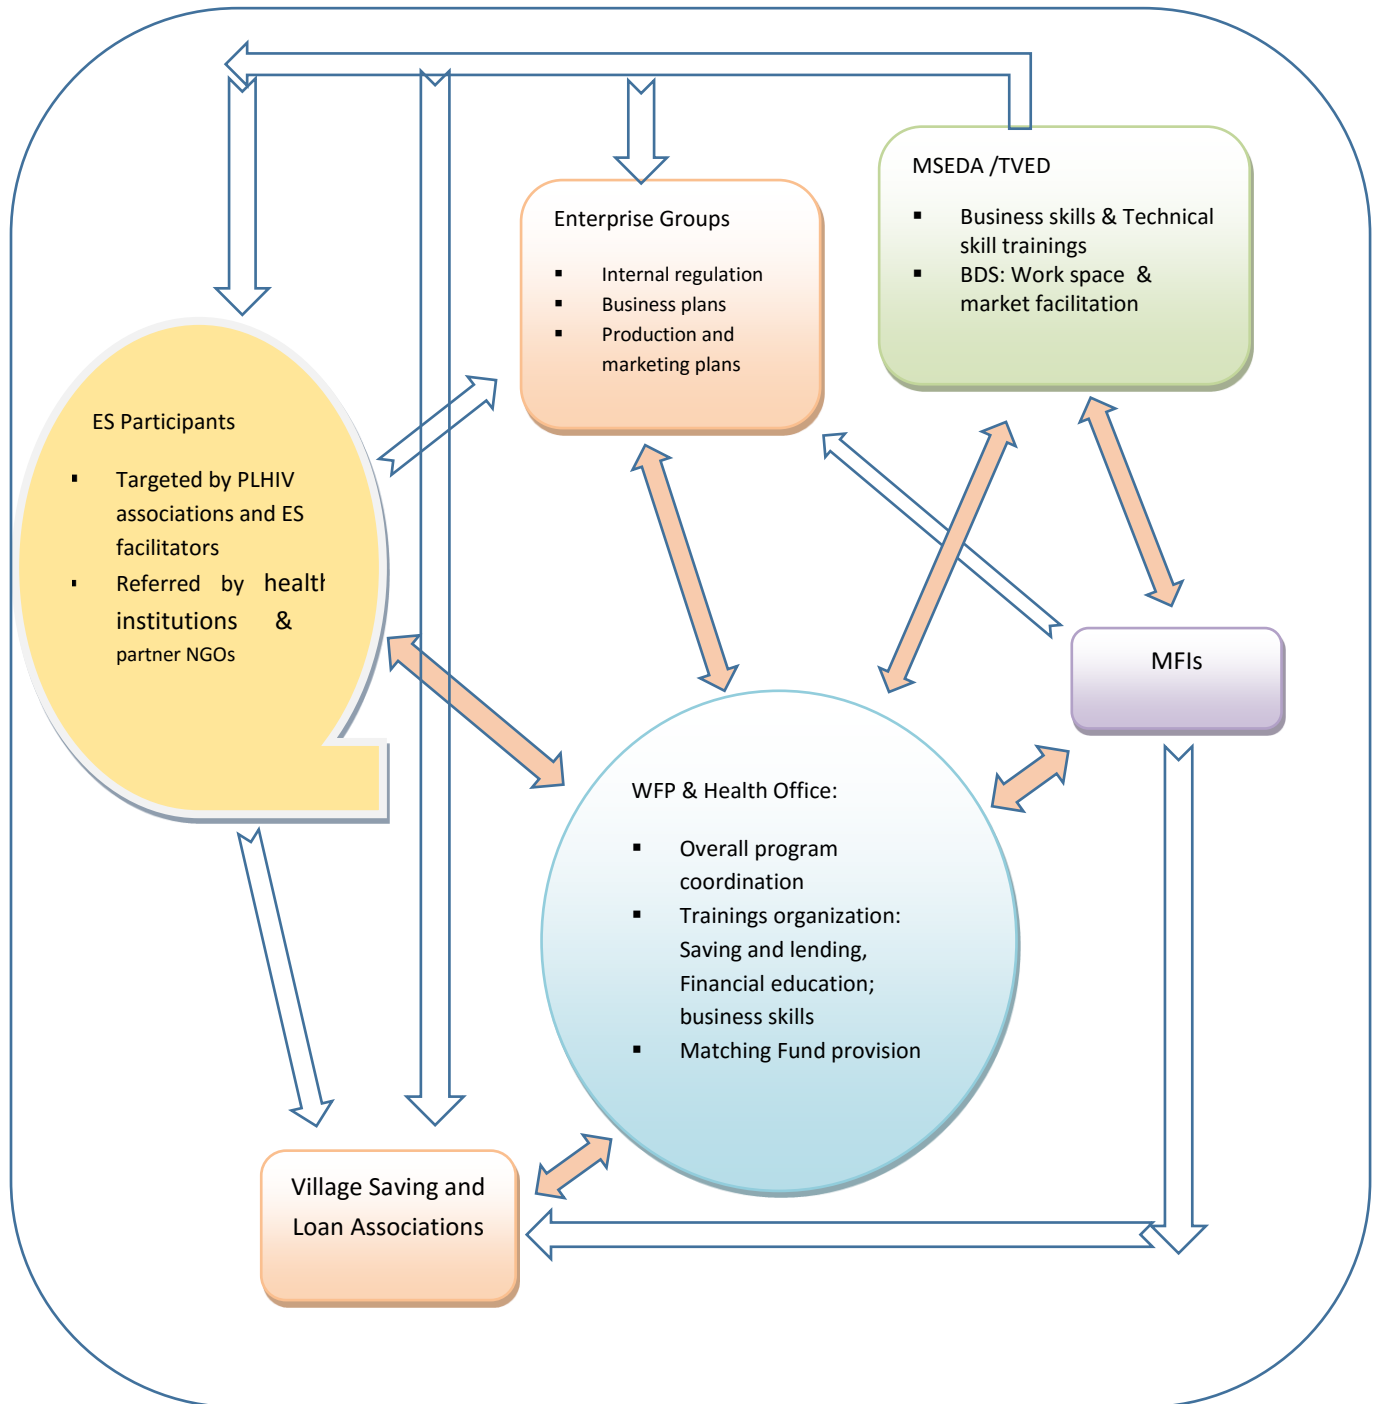 MSEDA /TVED
▪ Business skills & Technical
skill trainings
▪ BDS: Work space &
market facilitation
Enterprise Groups
▪ Internal regulation
▪ Business plans
▪ Production and
marketing plans
ES Participants
▪ Targeted by PLHIV
associations and ES
facilitators
▪ Referred by health
institutions &
partner NGOs
MFIs
WFP & Health Office:
▪ Overall program
coordination
▪ Trainings organization:
Saving and lending,
Financial education;
business skills
▪ Matching Fund provision
Village Saving and
Loan Associations